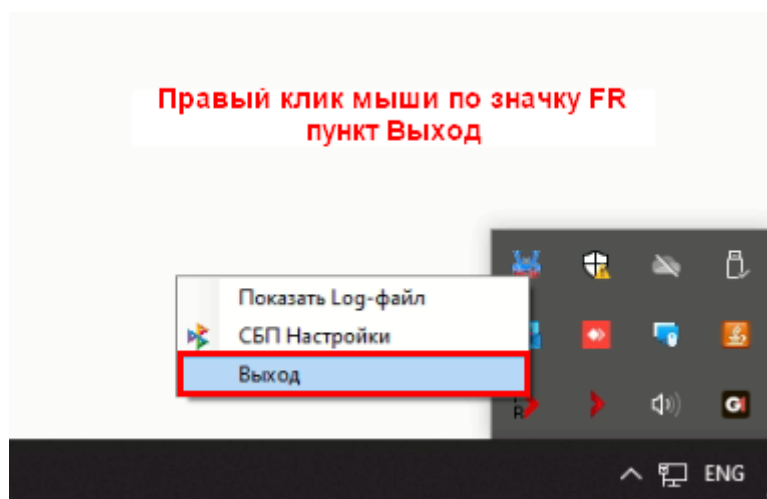 Правый клик мыши по значку FR
пункт Выход
Показать Log-файл
СБП Настройки
Выход
ENG